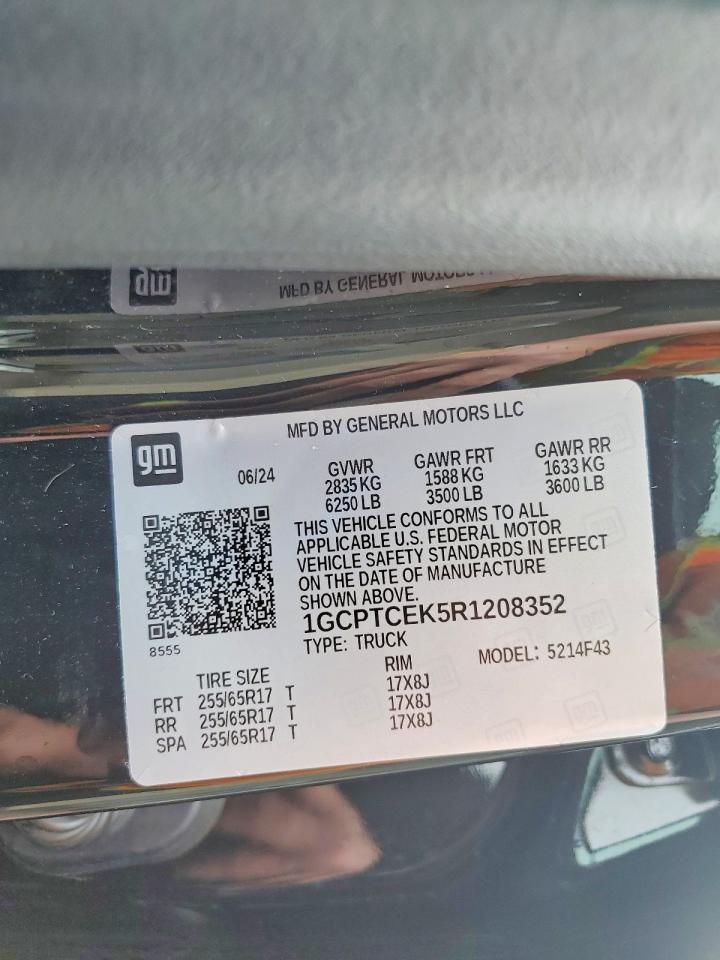 MFD BY GENERAL MOTORS LLC
gm
06/24
GVWR GAWR FRT GAWR RR
2835 KG 1588 KG 1633 KG
6250 LB 3500 LB 3600 LB
THIS VEHICLE CONFORMS TO ALL
APPLICABLE U.S. FEDERAL MOTOR
VEHICLE SAFETY STANDARDS IN EFFECT
ON THE DATE OF MANUFACTURE
SHOWN ABOVE.
1GCPTCEK5R1208352
8555
TYPE: TRUCK MODEL: 5214F43
TIRE SIZE RIM
FRT 255/65R17 T 17X8J
RR 255/65R17 T 17X8J
SPA 255/65R17 T 17X8J